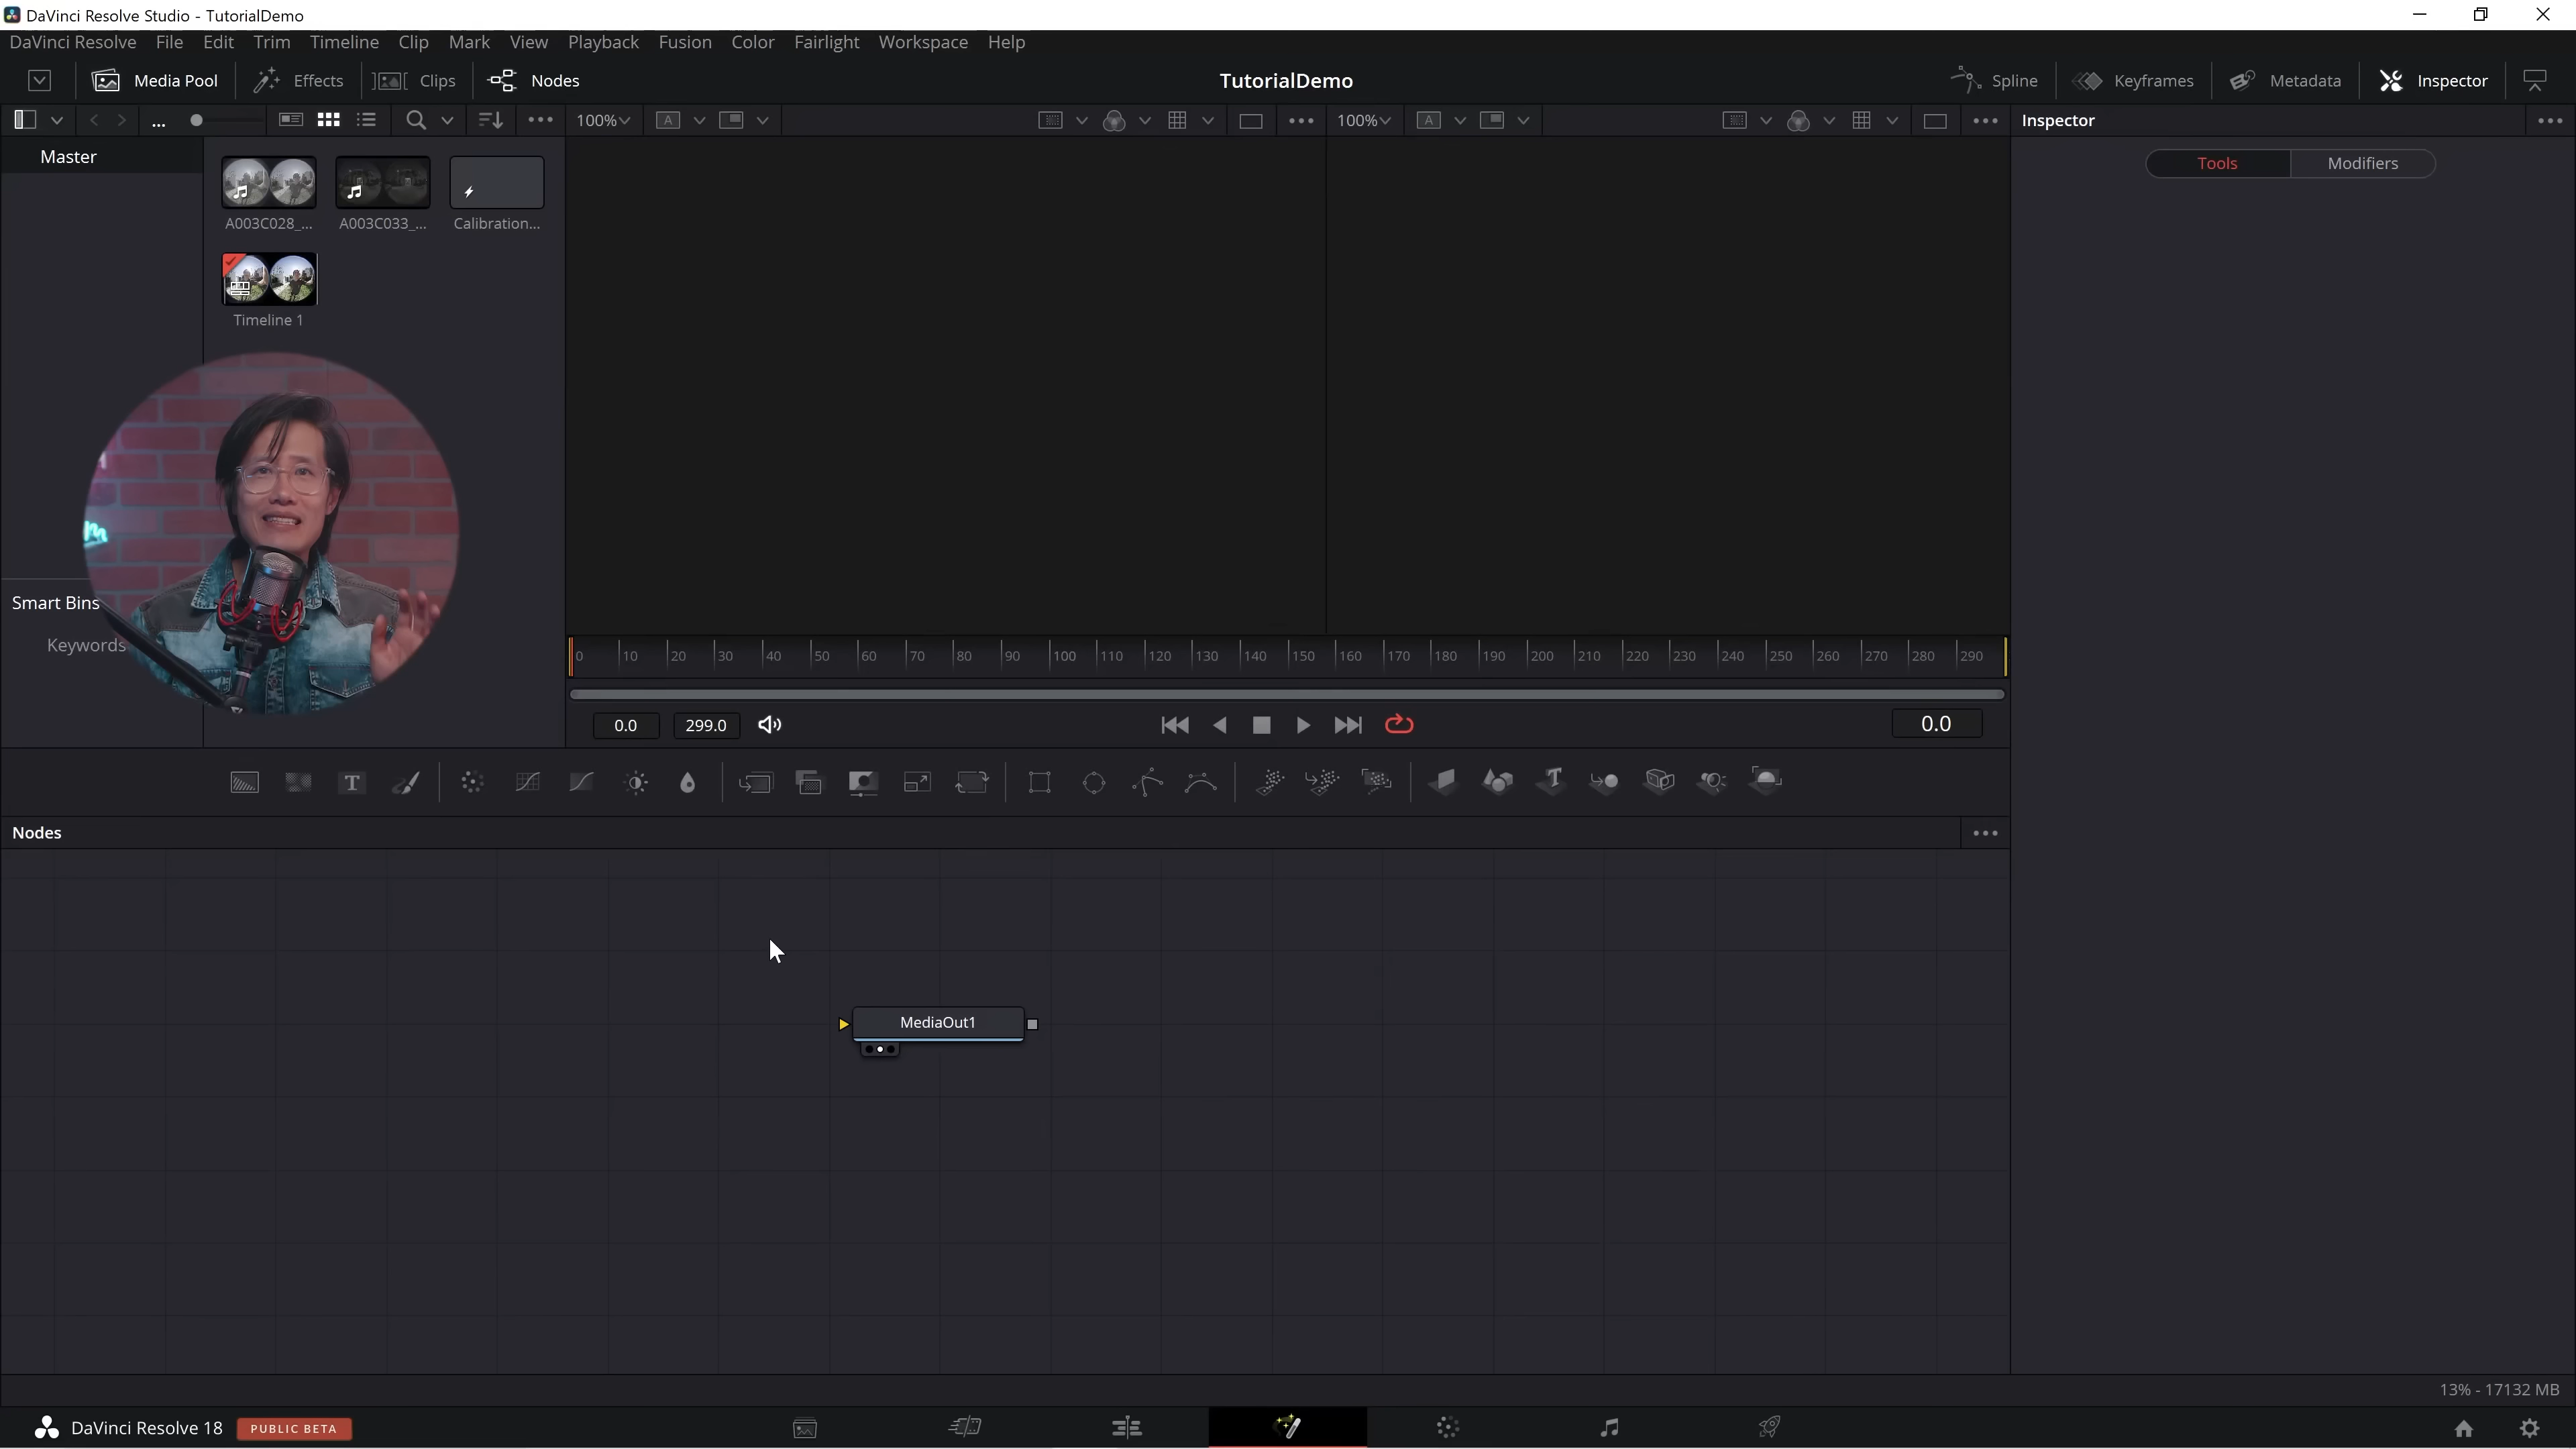 DaVinci Resolve Studio - TutorialDemo
DaVinci Resolve File Edit Trim Timeline Clip Mark View Playback Fusion Color Fairlight Workspace Help
Media Pool Effects Clips Nodes TutorialDemo Spline Keyframes Metadata Inspector
... 100% A 100% A Inspector
Master
Tools Modifiers
A003C028_... A003C033_... Calibration...
Timeline 1
Smart Bins
Keywords
0 10 20 30 40 50 60 70 80 90 100 110 120 130 140 150 160 170 180 190 200 210 220 230 240 250 260 270 280 290
0.0 299.0 0.0
T T
Nodes
MediaOut1
13% - 17132 MB
DaVinci Resolve 18 PUBLIC BETA